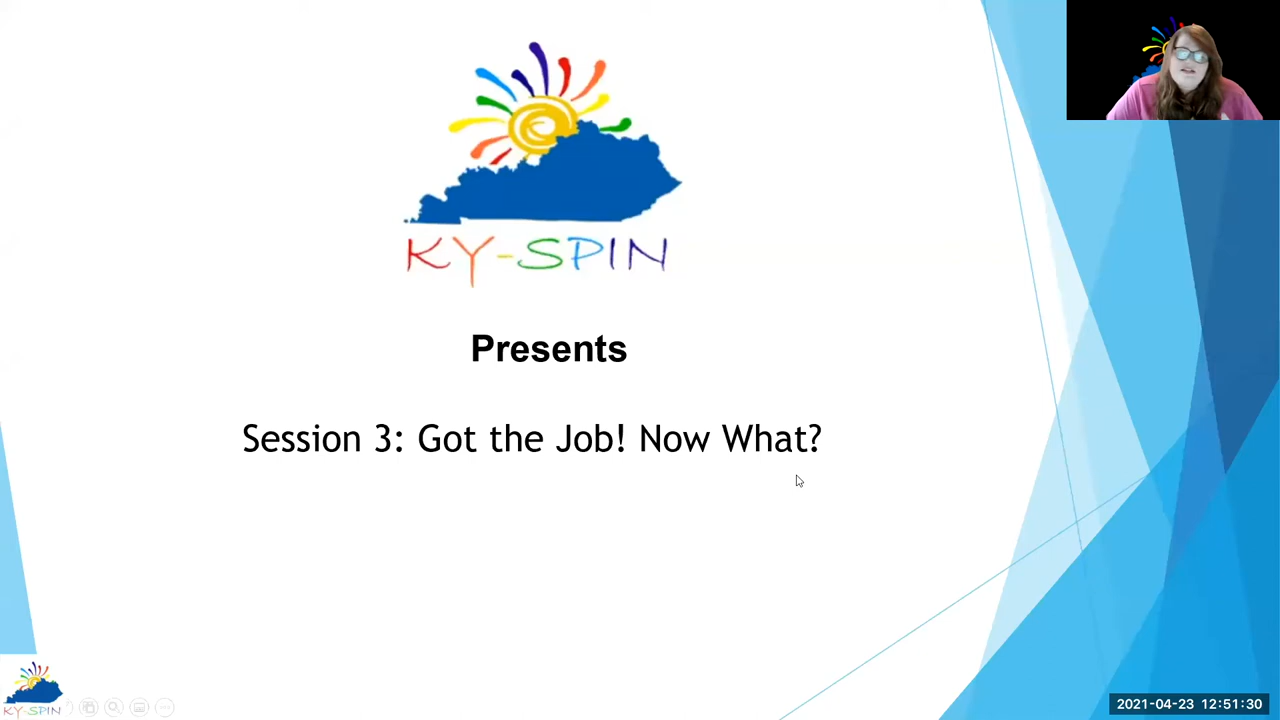 KY-SPIN
Presents
Session 3: Got the Job! Now What?
KY-SPIN
2021-04-23 12:51:30